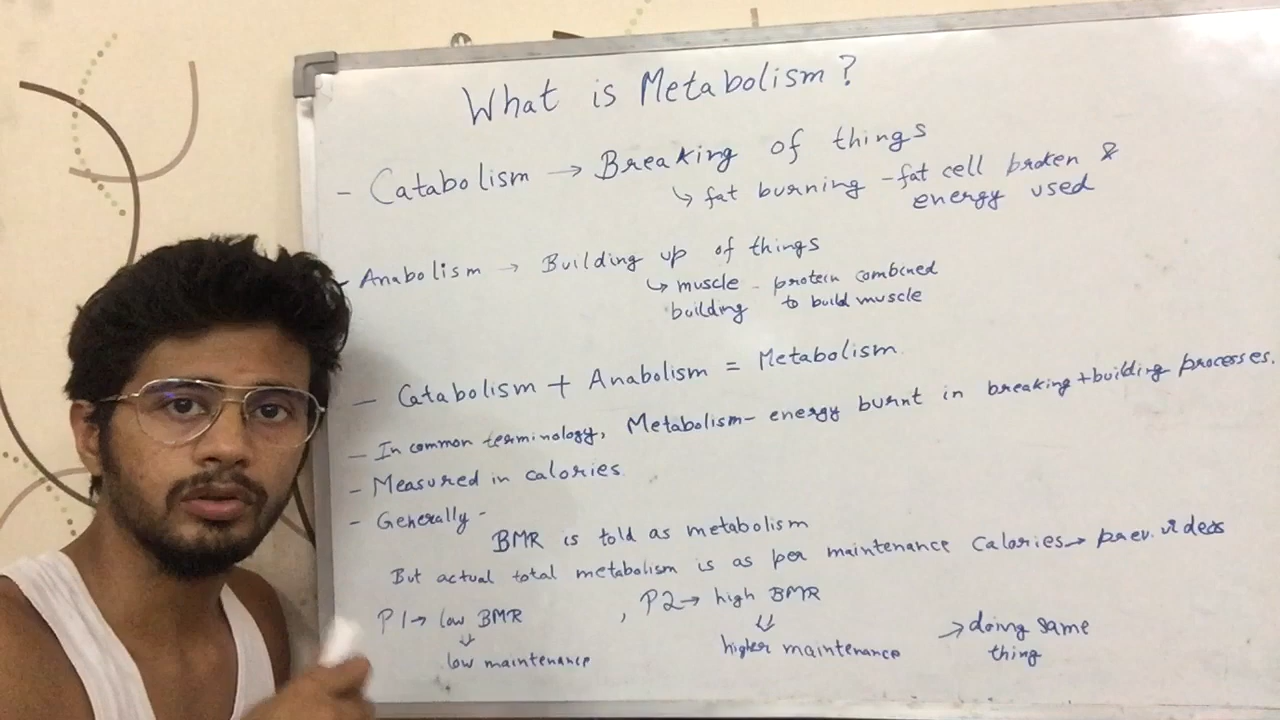 What is Metabolism?
- Catabolism → Breaking of things
↳ fat burning - fat cell broken &
energy used
- Anabolism → Building up of things
↳ muscle - protein combined
building to build muscle
- Catabolism + Anabolism = Metabolism.
- In common terminology, Metabolism- energy burnt in breaking + building processes.
- Measured in calories.
- Generally -
BMR is told as metabolism
But actual total metabolism is as per maintenance calories → prev. videos
P1 → low BMR , P2 → high BMR
⇓ ⇓ → doing same
low maintenance higher maintenance thing